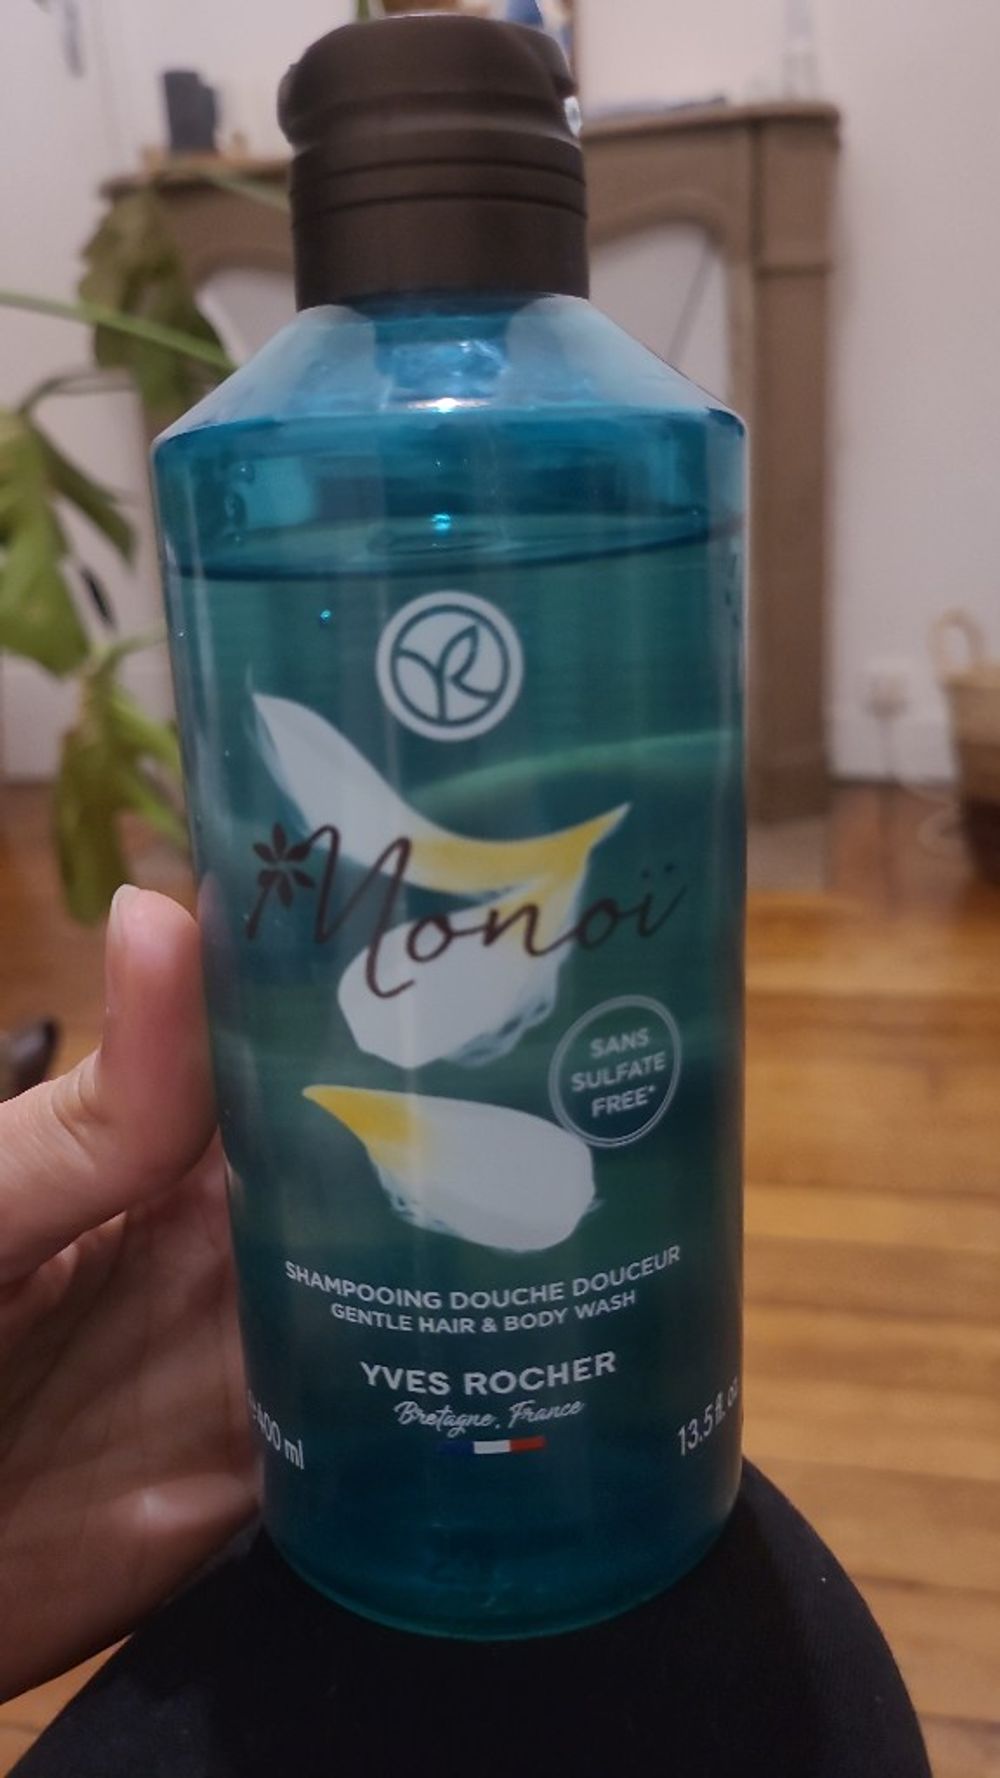 YR
Monoï
SANS
SULFATE
FREE*
SHAMPOOING DOUCHE DOUCEUR
GENTLE HAIR & BODY WASH
YVES ROCHER
Bretagne, France
400 ml
13.5 fl. oz